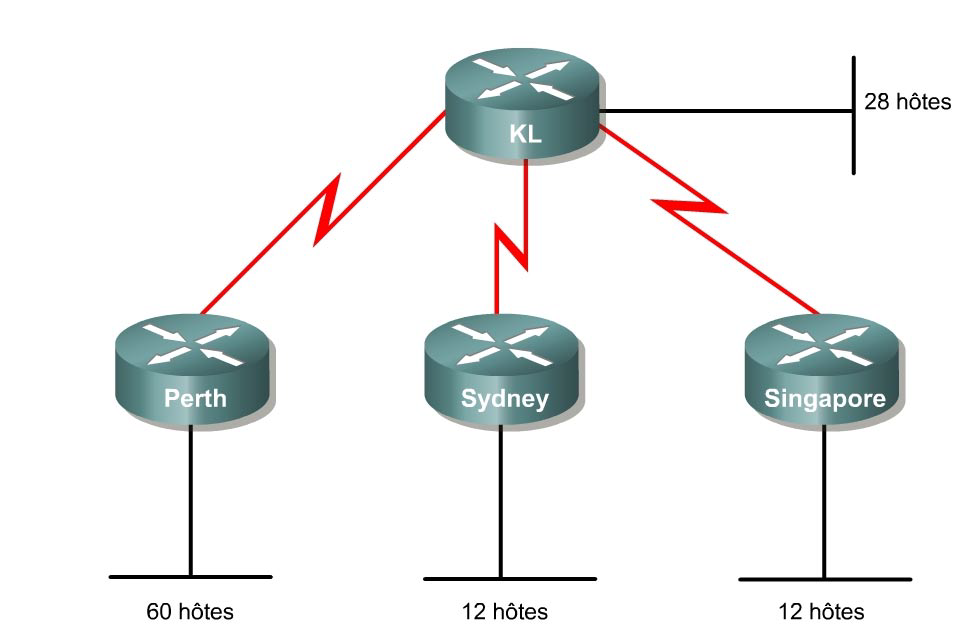 28 hôtes
KL
Perth
Sydney
Singapore
60 hôtes
12 hôtes
12 hôtes